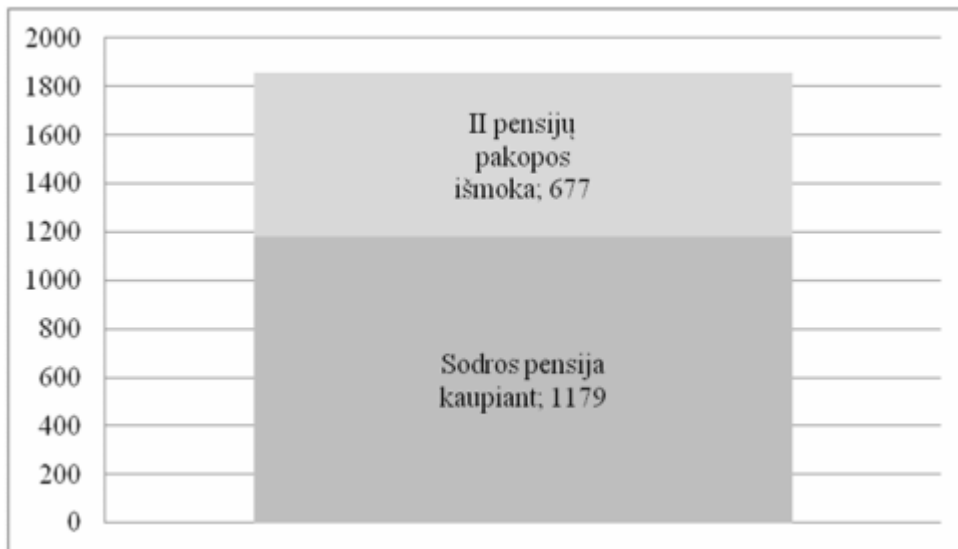 2000
1800
1600
1400
1200
1000
800
600
400
200
0
II pensijų
pakopos
išmoka; 677
Sodros pensija
kaupiant; 1179